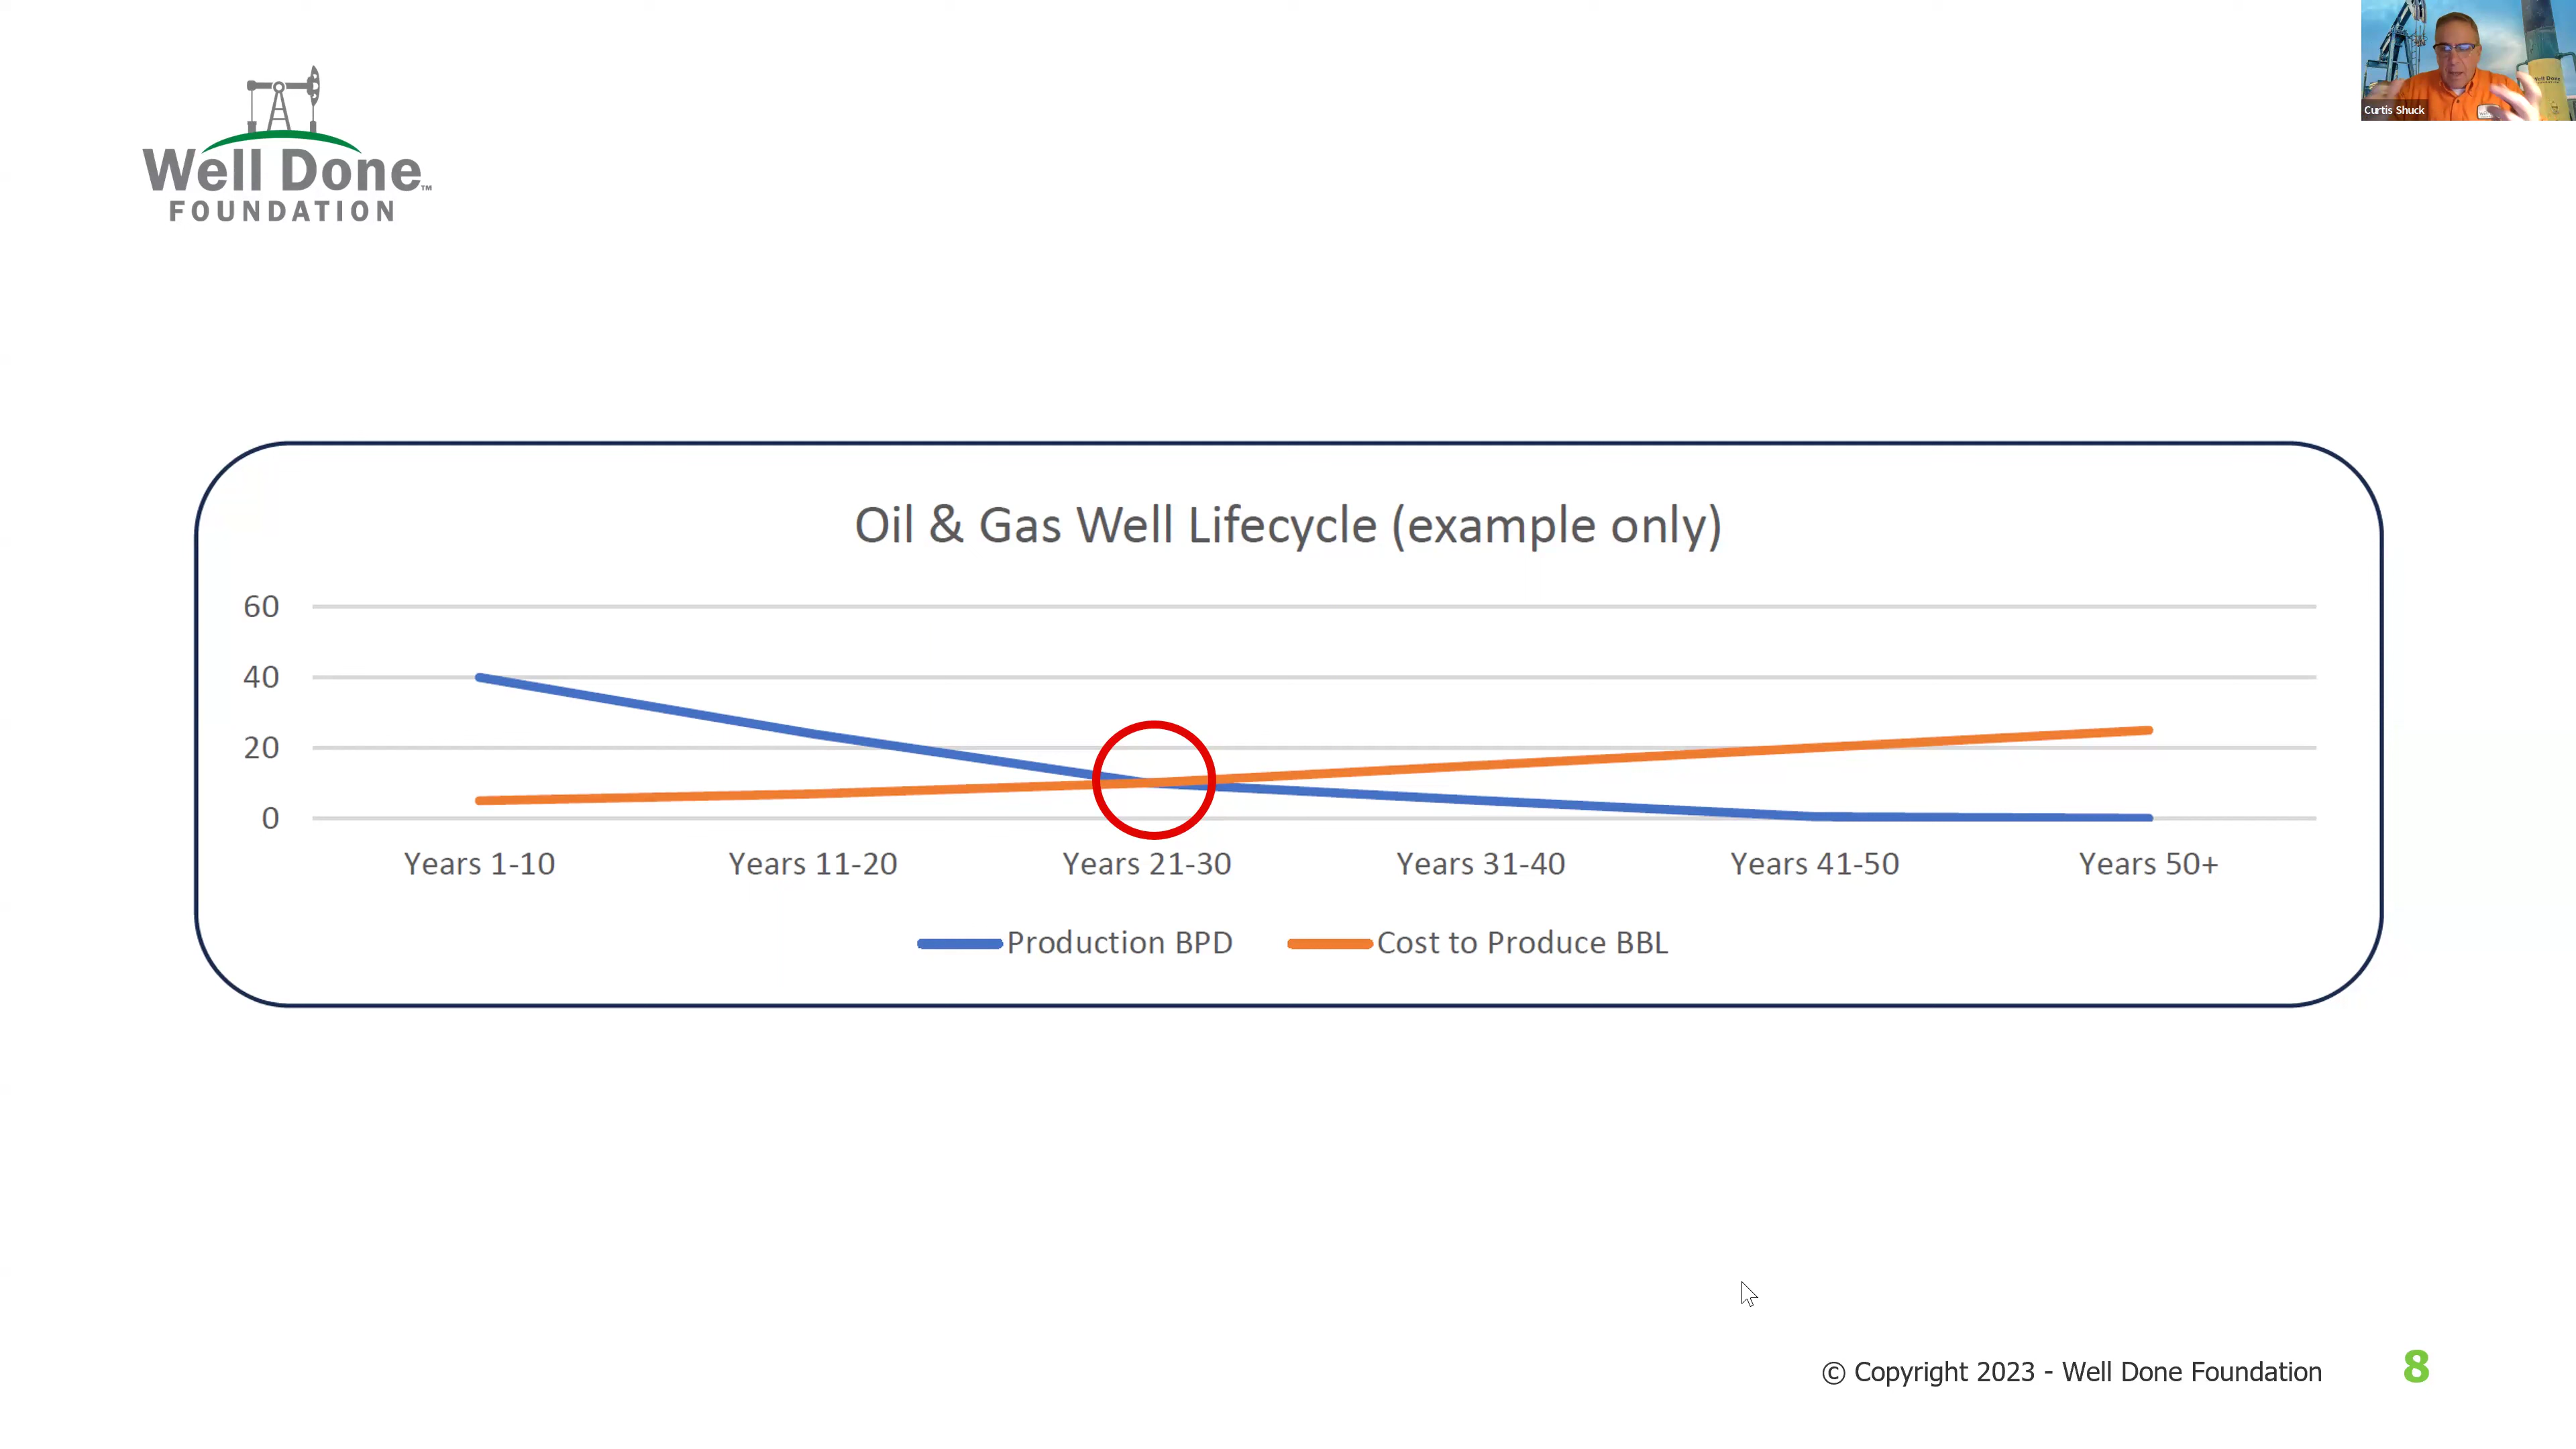 Curtis Shuck
Well Done™
FOUNDATION
Oil & Gas Well Lifecycle (example only)
60
40
20
0
Years 1-10
Years 11-20
Years 21-30
Years 31-40
Years 41-50
Years 50+
Production BPD
Cost to Produce BBL
© Copyright 2023 - Well Done Foundation
8